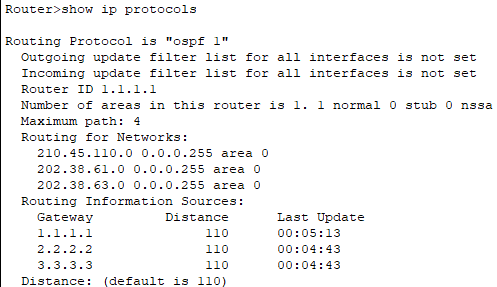 Router>show ip protocols
Routing Protocol is "ospf 1"
Outgoing update filter list for all interfaces is not set
Incoming update filter list for all interfaces is not set
Router ID 1.1.1.1
Number of areas in this router is 1. 1 normal 0 stub 0 nssa
Maximum path: 4
Routing for Networks:
210.45.110.0 0.0.0.255 area 0
202.38.61.0 0.0.0.255 area 0
202.38.63.0 0.0.0.255 area 0
Routing Information Sources:
Gateway Distance Last Update
1.1.1.1 110 00:05:13
2.2.2.2 110 00:04:43
3.3.3.3 110 00:04:43
Distance: (default is 110)